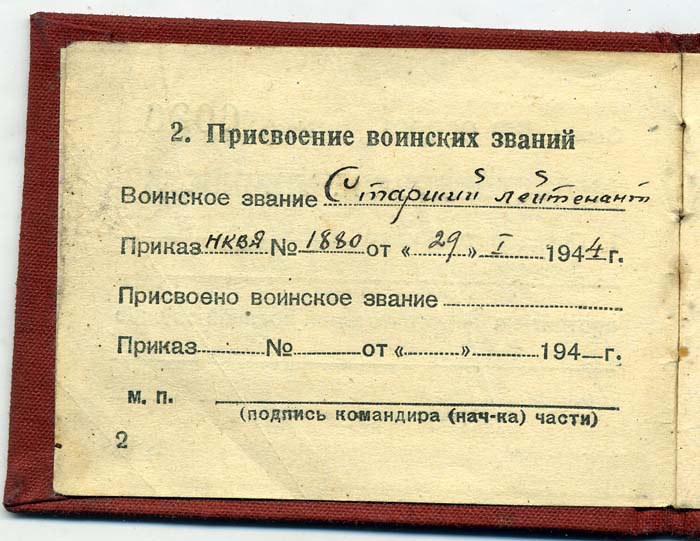 2. Присвоение воинских званий
Воинское звание Старший лейтенант
Приказ НКВД № 1880 от «29» I 1944 г.
Присвоено воинское звание
Приказ № от « » 194 г.
м. п.
(подпись командира (нач-ка) части)
2